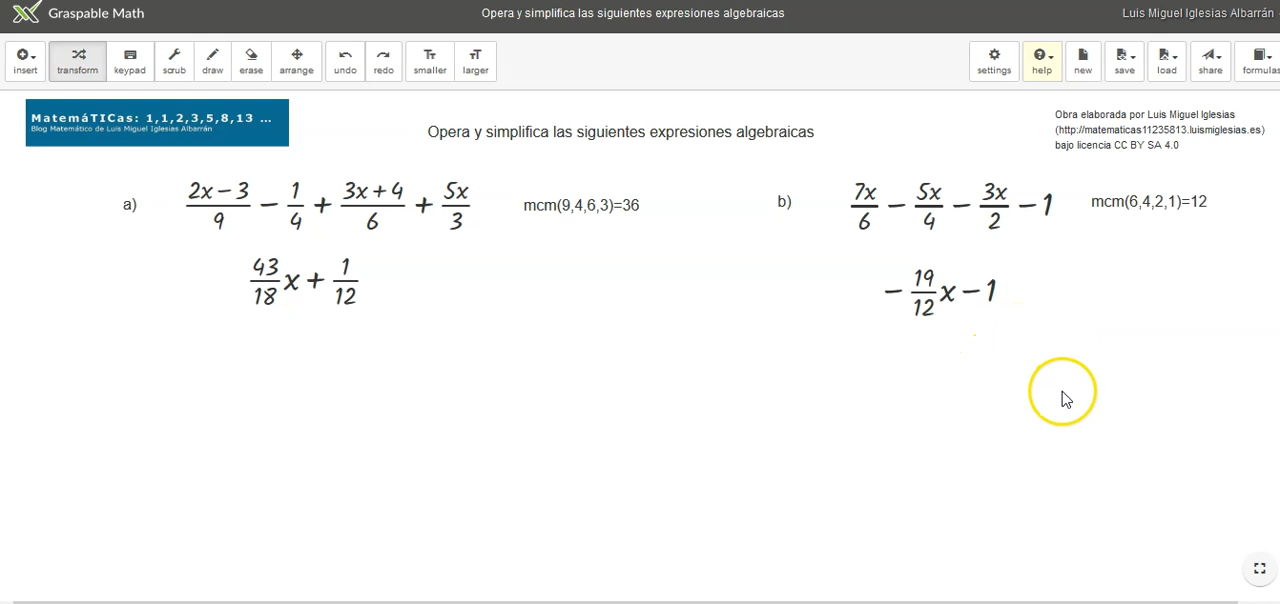 Graspable Math
Opera y simplifica las siguientes expresiones algebraicas
Luis Miguel Iglesias Albarrán
insert transform keypad scrub draw erase arrange undo redo smaller larger settings help new save load share formulas
MatemáTICas: 1,1,2,3,5,8,13 ...
Blog Matemático de Luis Miguel Iglesias Albarrán
Opera y simplifica las siguientes expresiones algebraicas
Obra elaborada por Luis Miguel Iglesias
(http://matematicas11235813.luismiglesias.es)
bajo licencia CC BY SA 4.0
a) (2x − 3)/9 − 1/4 + (3x + 4)/6 + 5x/3 mcm(9,4,6,3)=36
43/18 x + 1/12
b) 7x/6 − 5x/4 − 3x/2 − 1 mcm(6,4,2,1)=12
− 19/12 x − 1